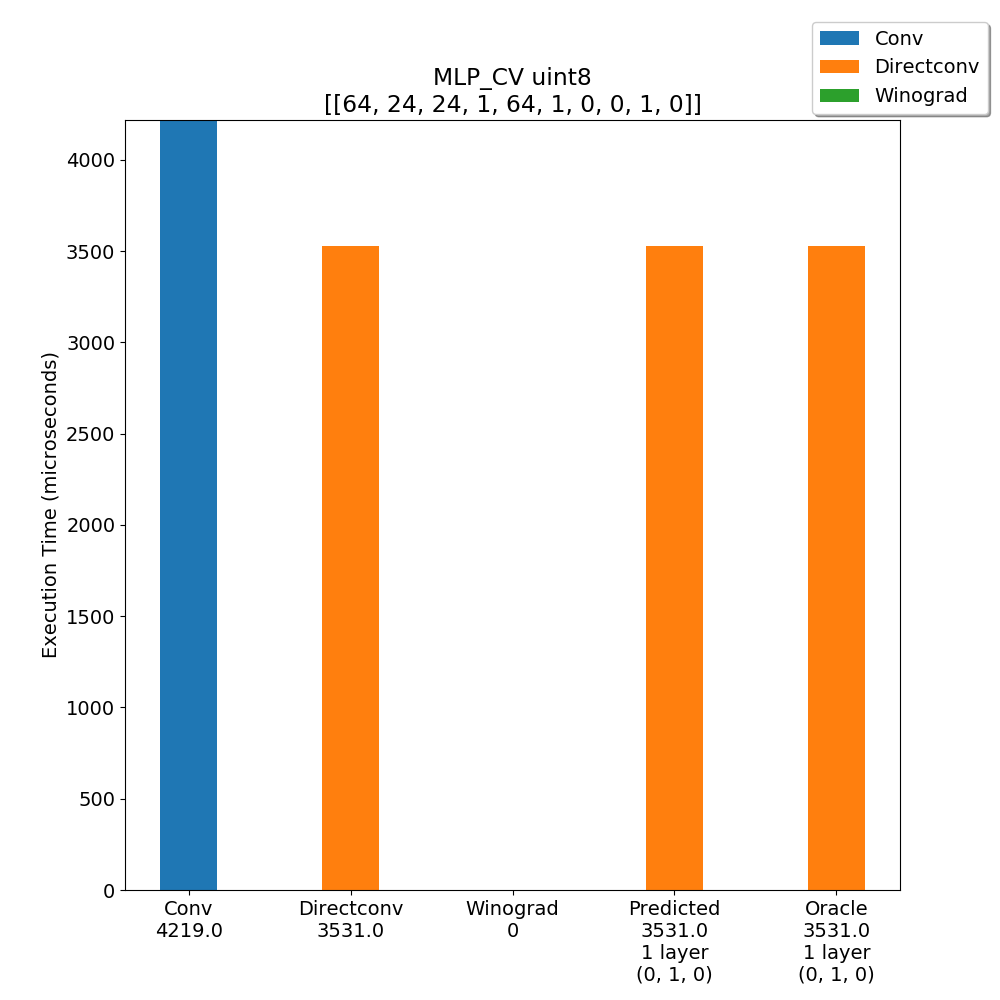 Conv
Directconv
Winograd
MLP_CV uint8
[[64, 24, 24, 1, 64, 1, 0, 0, 1, 0]]
Execution Time (microseconds)
4000
3500
3000
2500
2000
1500
1000
500
0
Conv
4219.0
Directconv
3531.0
Winograd
0
Predicted
3531.0
1 layer
(0, 1, 0)
Oracle
3531.0
1 layer
(0, 1, 0)